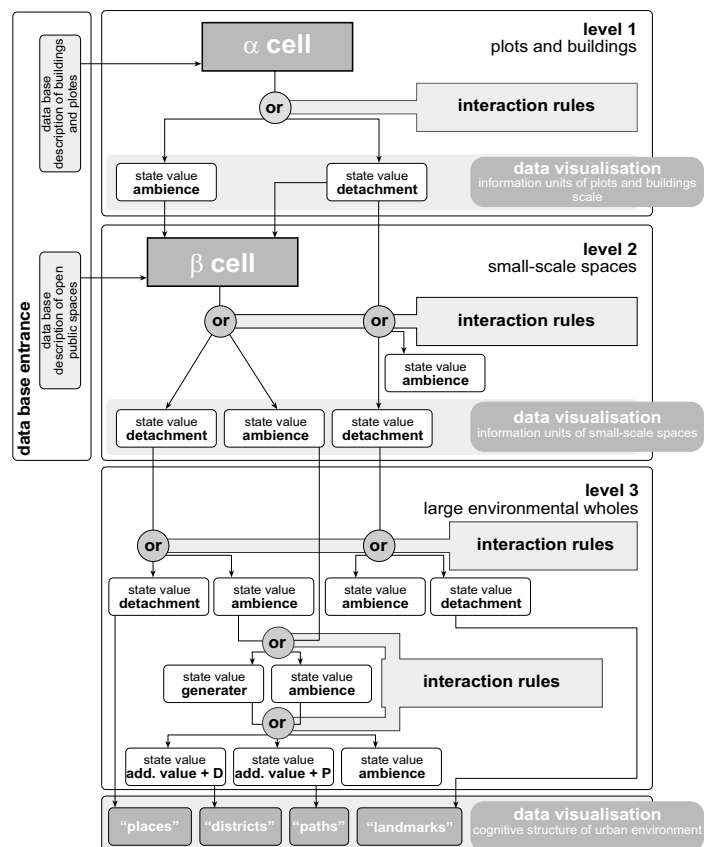 level 1
plots and buildings
α cell
data base
description of buildings
and plotes
or
interaction rules
state value
ambience
state value
detachment
data visualisation
information units of plots and buildings
scale
level 2
small-scale spaces
β cell
data base
description of open
public spaces
data base entrance
or
or
interaction rules
state value
ambience
state value
detachment
state value
ambience
state value
detachment
data visualisation
information units of small-scale spaces
level 3
large environmental wholes
or
or
interaction rules
state value
detachment
state value
ambience
state value
ambience
state value
detachment
or
state value
generater
state value
ambience
interaction rules
or
state value
add. value + D
state value
add. value + P
state value
ambience
“places”
“districts”
“paths”
“landmarks”
data visualisation
cognitive structure of urban environment